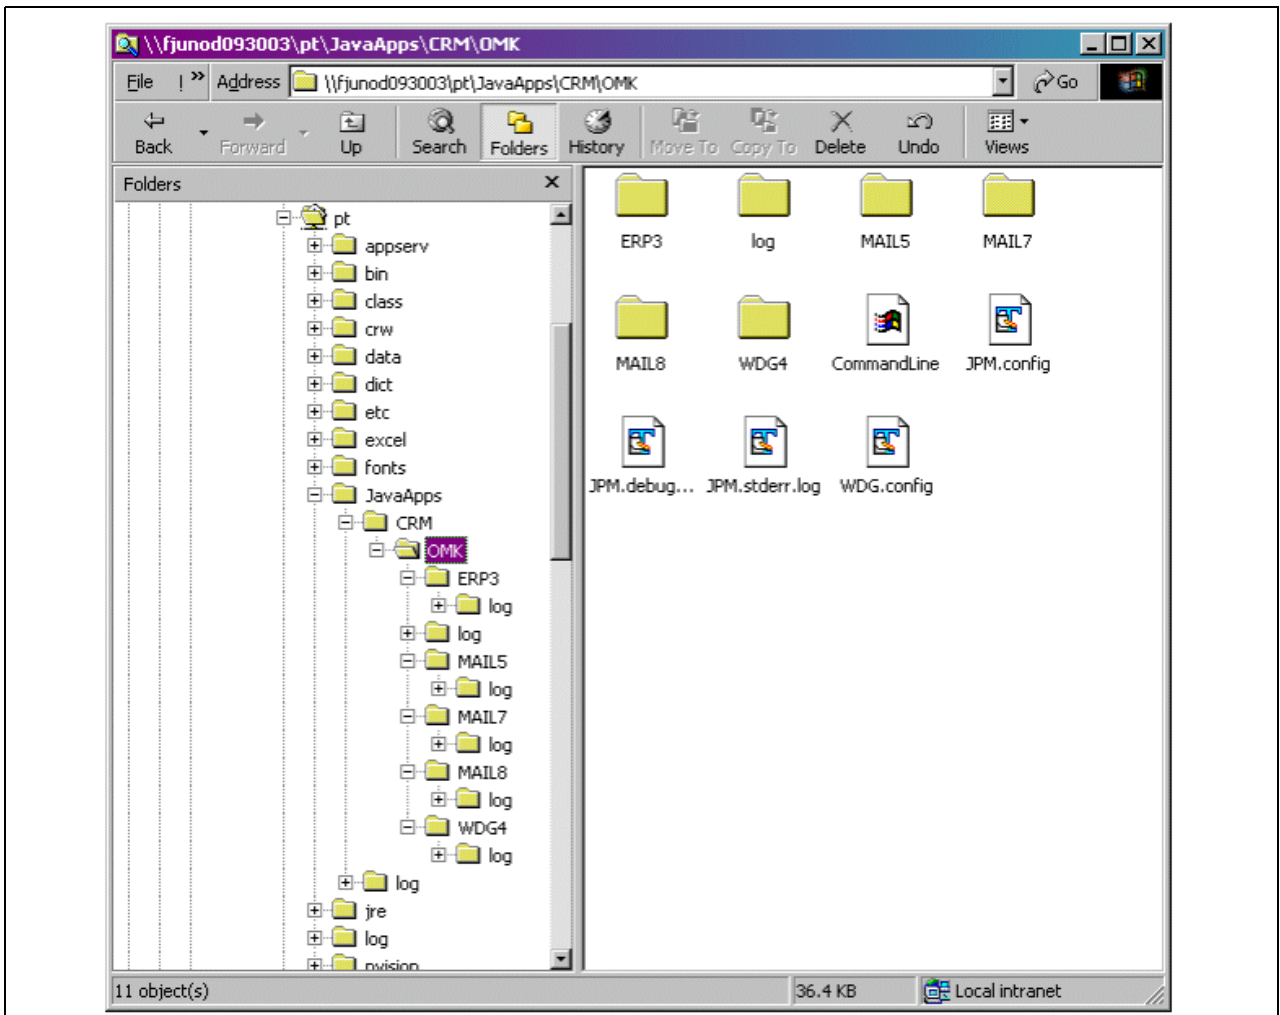 \\fjunod093003\pt\JavaApps\CRM\OMK
File » Address \\fjunod093003\pt\JavaApps\CRM\OMK Go
Back Forward Up Search Folders History Move To Copy To Delete Undo Views
Folders
pt
appserv
bin
class
crw
data
dict
etc
excel
fonts
JavaApps
CRM
OMK
ERP3
log
log
MAIL5
log
MAIL7
log
MAIL8
log
WDG4
log
log
jre
log
nvision
ERP3 log MAIL5 MAIL7
MAIL8 WDG4 CommandLine JPM.config
JPM.debug... JPM.stderr.log WDG.config
11 object(s) 36.4 KB Local intranet